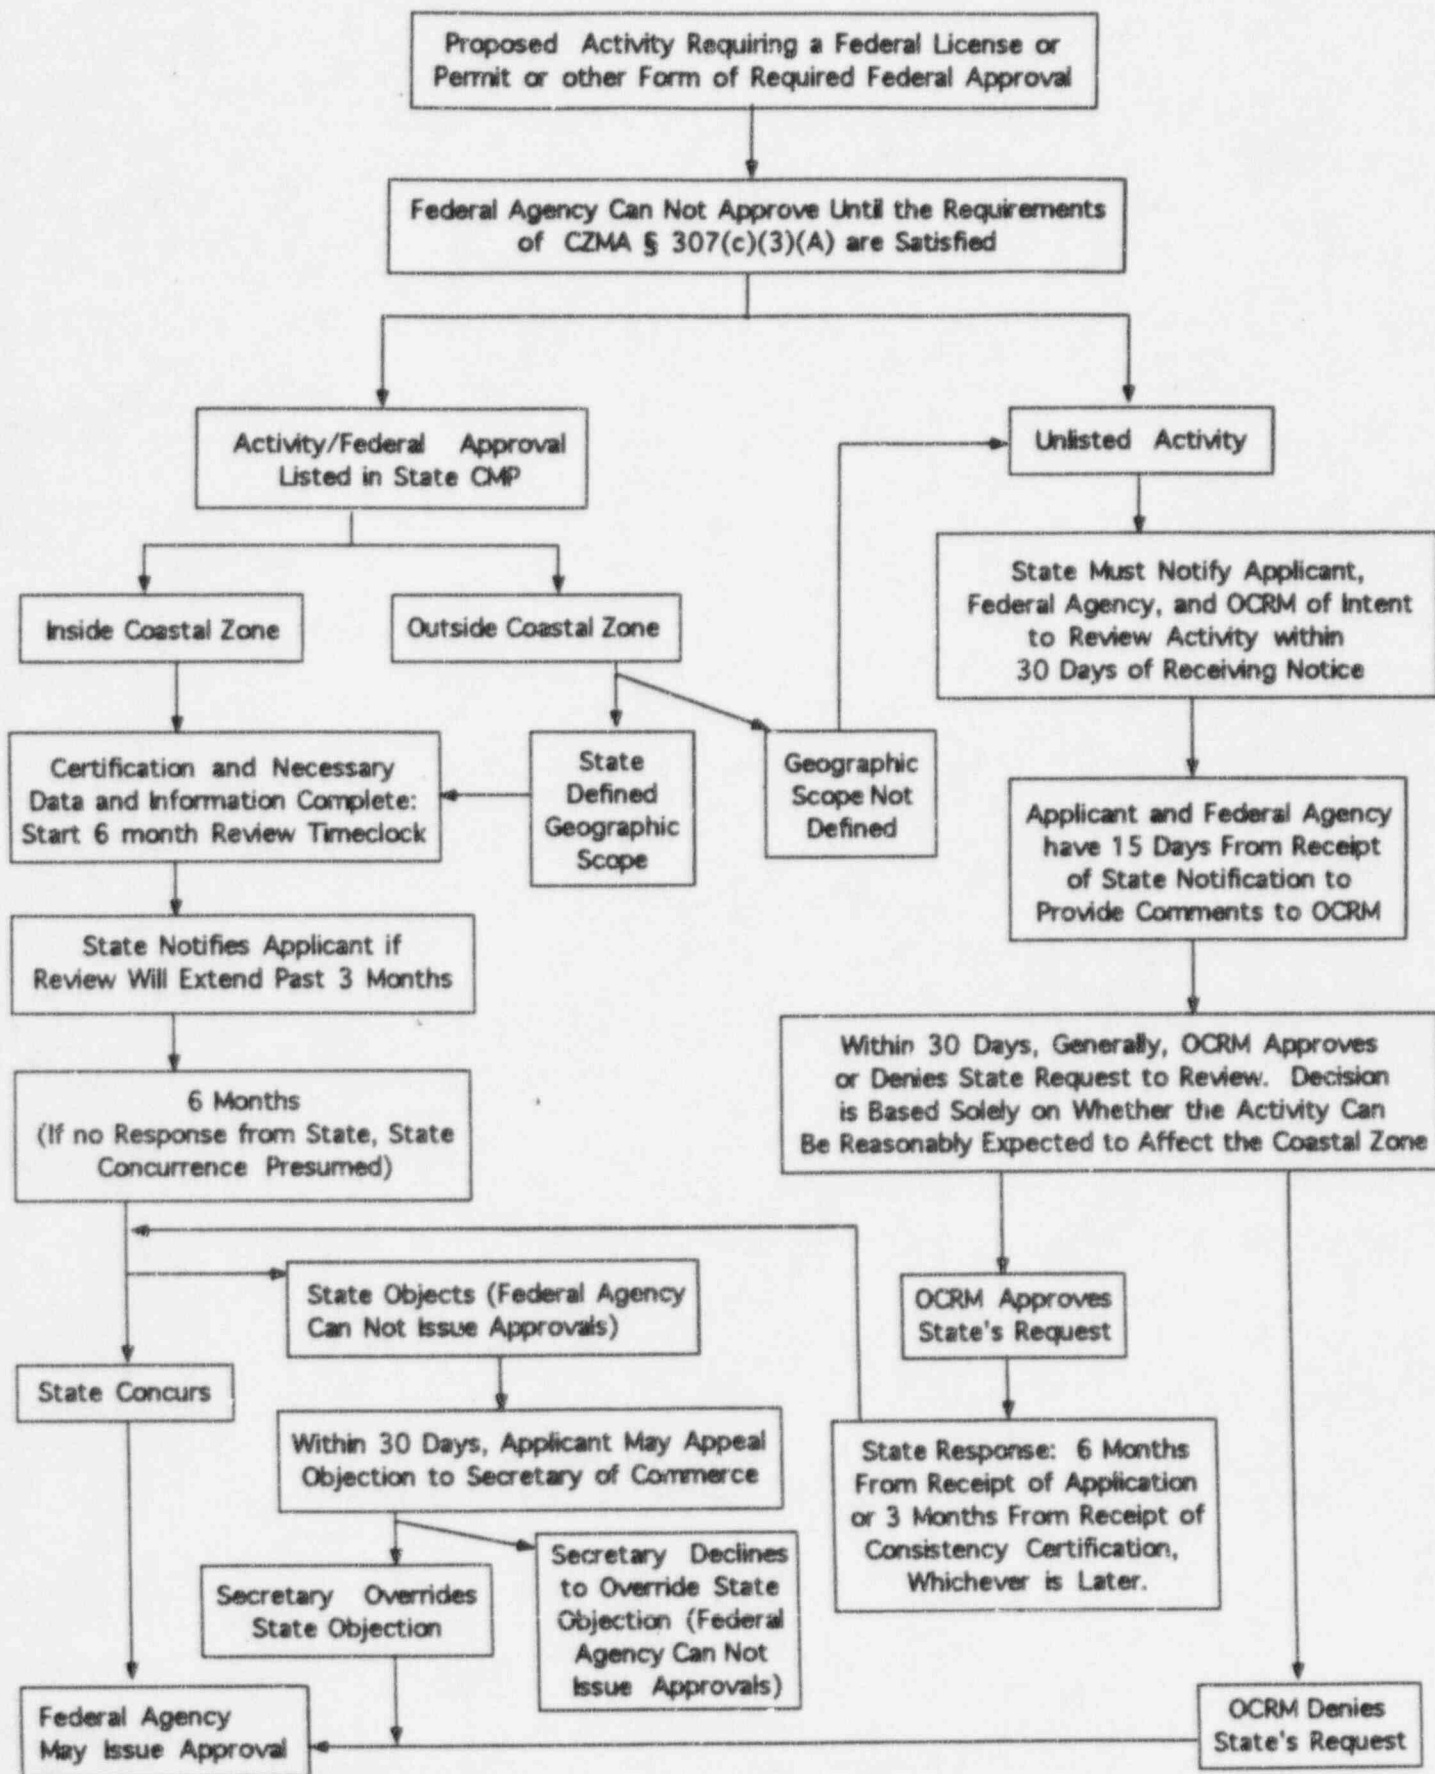 Proposed Activity Requiring a Federal License or
Permit or other Form of Required Federal Approval
Federal Agency Can Not Approve Until the Requirements
of CZMA § 307(c)(3)(A) are Satisfied
Activity/Federal Approval
Listed in State CMP
Unlisted Activity
Inside Coastal Zone
Outside Coastal Zone
State Must Notify Applicant,
Federal Agency, and OCRM of Intent
to Review Activity within
30 Days of Receiving Notice
Certification and Necessary
Data and Information Complete:
Start 6 month Review Timeclock
State
Defined
Geographic
Scope
Geographic
Scope Not
Defined
Applicant and Federal Agency
have 15 Days From Receipt
of State Notification to
Provide Comments to OCRM
State Notifies Applicant if
Review Will Extend Past 3 Months
Within 30 Days, Generally, OCRM Approves
or Denies State Request to Review. Decision
is Based Solely on Whether the Activity Can
Be Reasonably Expected to Affect the Coastal Zone
6 Months
(If no Response from State, State
Concurrence Presumed)
State Objects (Federal Agency
Can Not Issue Approvals)
OCRM Approves
State's Request
State Concurs
Within 30 Days, Applicant May Appeal
Objection to Secretary of Commerce
State Response: 6 Months
From Receipt of Application
or 3 Months From Receipt of
Consistency Certification,
Whichever is Later.
Secretary Overrides
State Objection
Secretary Declines
to Override State
Objection (Federal
Agency Can Not
Issue Approvals)
Federal Agency
May Issue Approval
OCRM Denies
State's Request